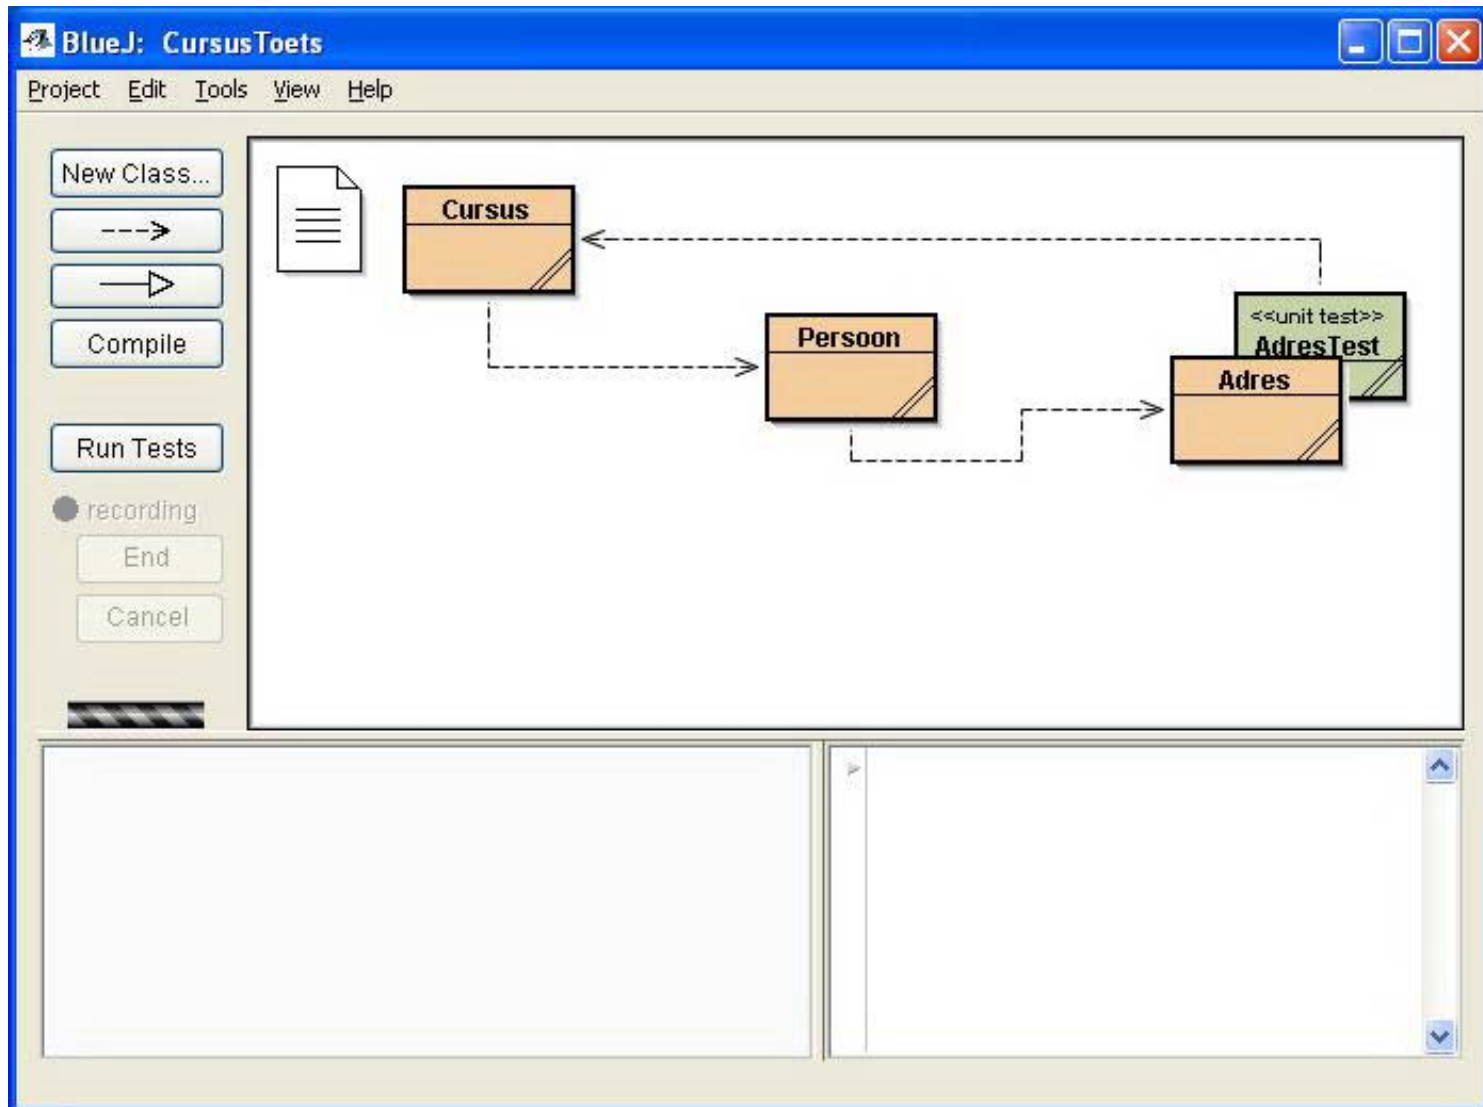 BlueJ: CursusToets
Project Edit Tools View Help
New Class...
Compile
Run Tests
recording
End
Cancel
Cursus
Persoon
<<unit test>>
AdresTest
Adres